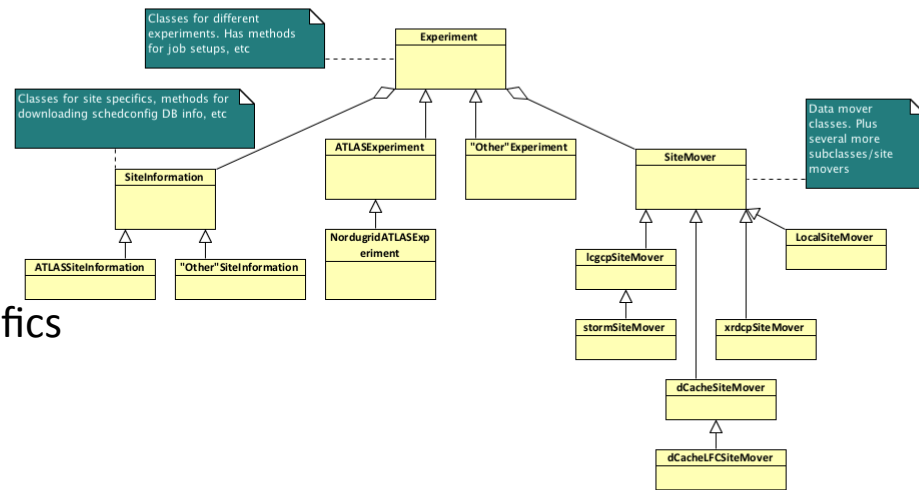 Classes for different
experiments. Has methods
for job setups, etc
Experiment
Classes for site specifics, methods for
downloading schedconfig DB info, etc
Data mover
classes. Plus
several more
subclasses/site
movers
ATLASExperiment
"Other"Experiment
SiteMover
SiteInformation
NordugridATLASExp
eriment
LocalSiteMover
lcgcpSiteMover
ATLASSiteInformation
"Other"SiteInformation
fics
stormSiteMover
xrdcpSiteMover
dCacheSiteMover
dCacheLFCSiteMover